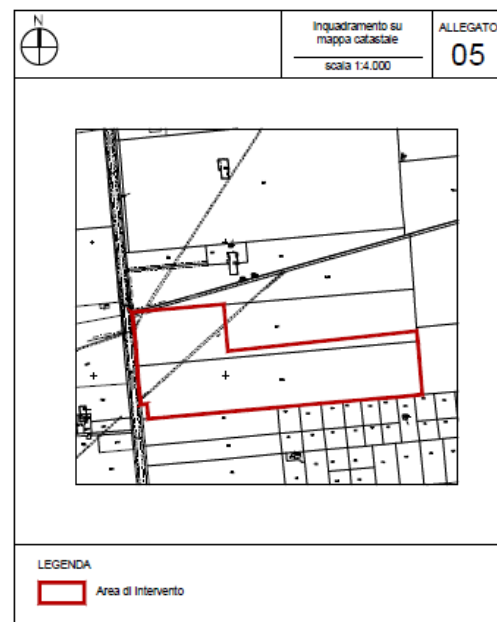 N
Inquadramento su
mappa catastale
scala 1:4.000
ALLEGATO
05
LEGENDA
Area di Intervento